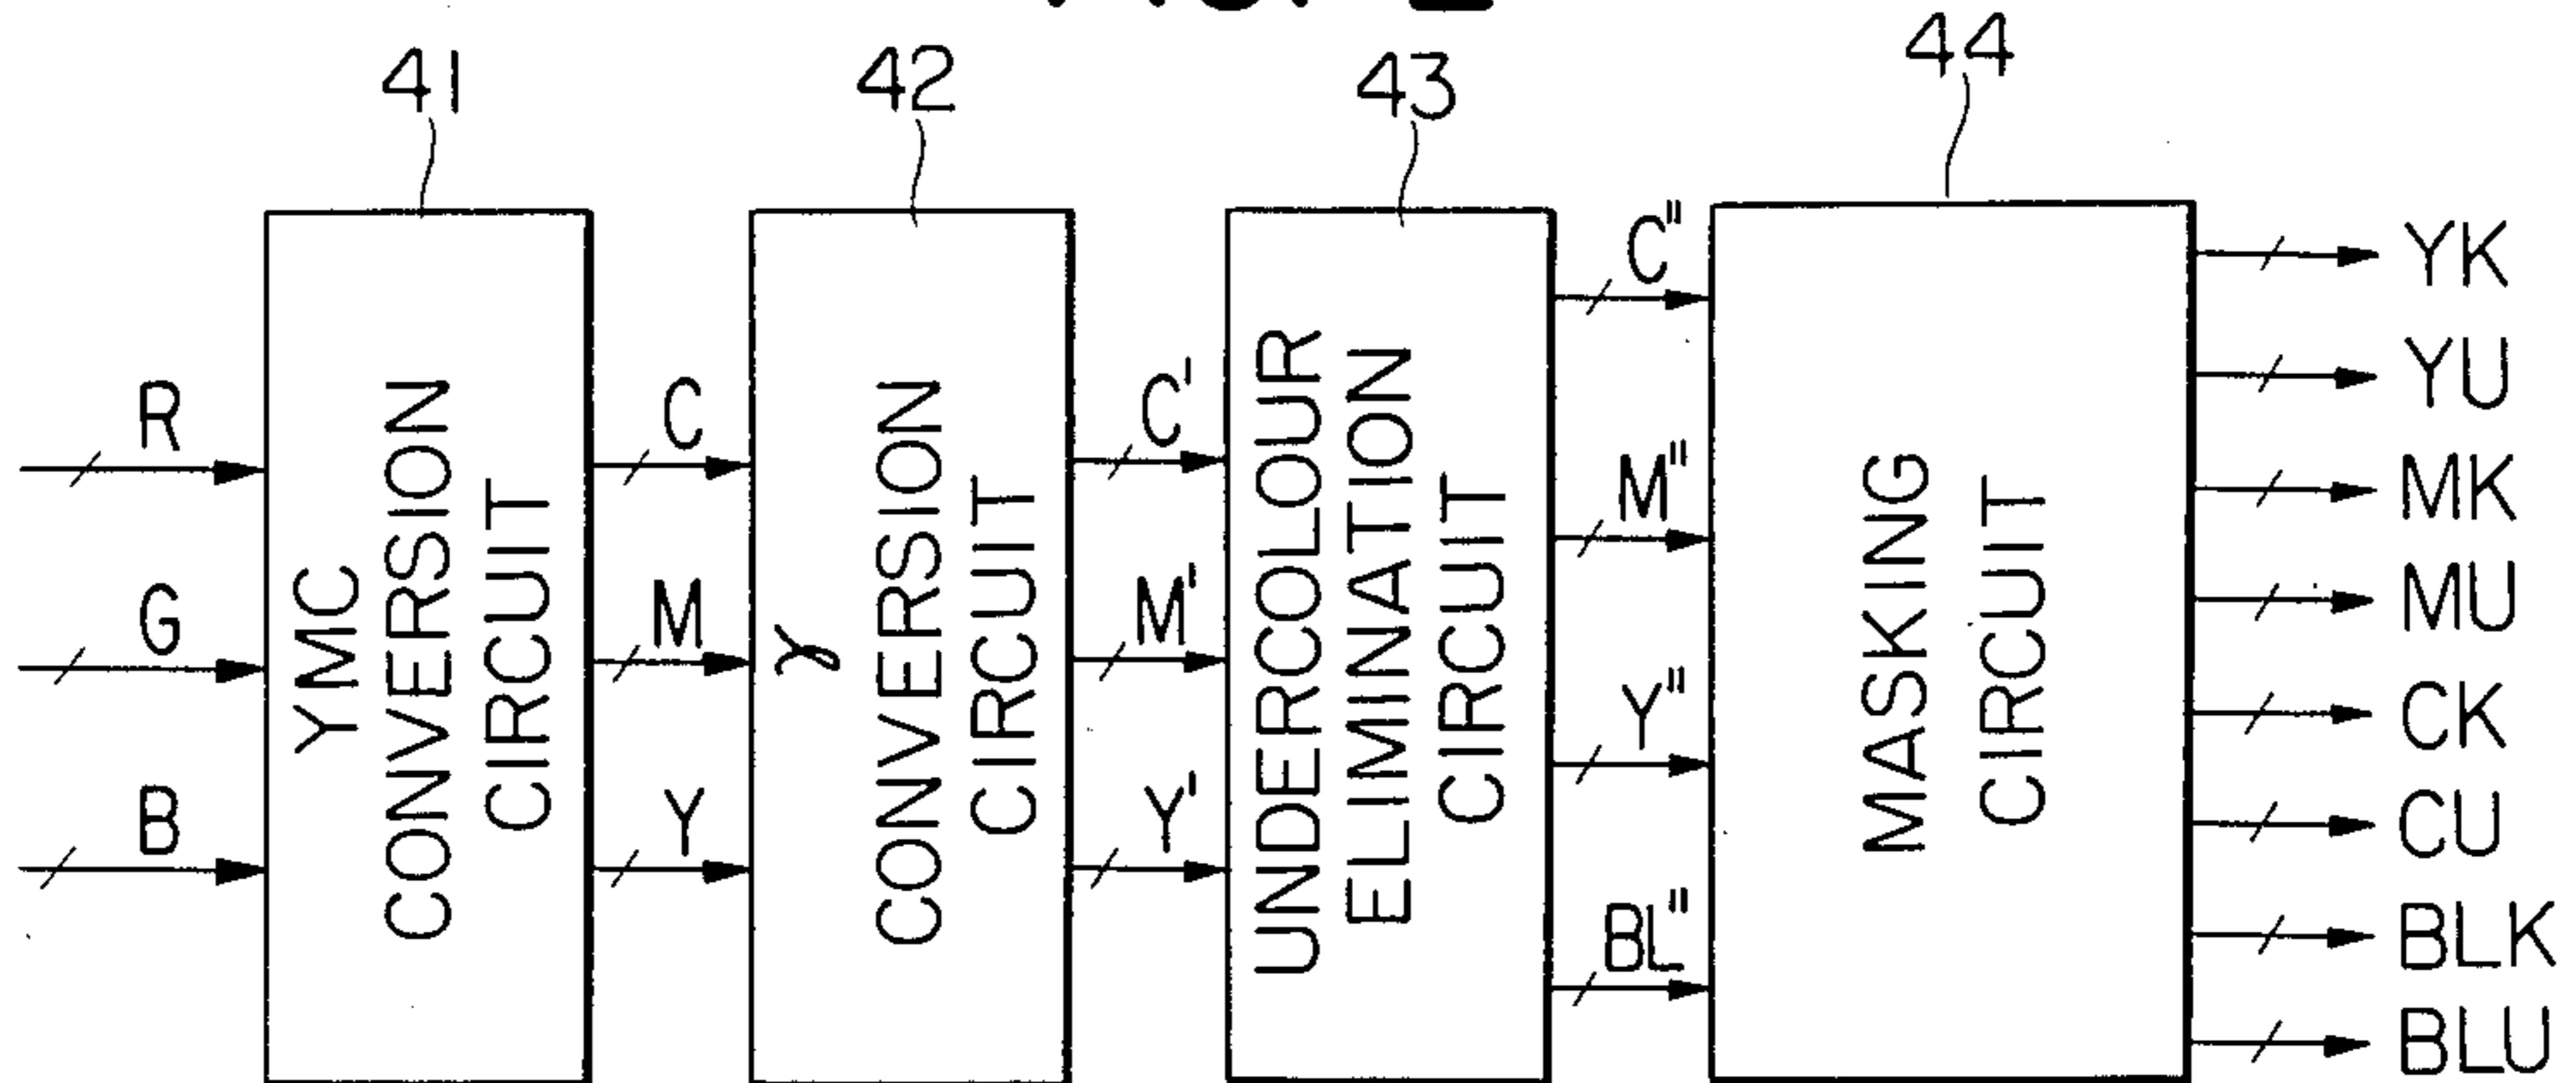 41
42
43
44
R
G
B
YMC
CONVERSION
CIRCUIT
C
M
Y
γ
CONVERSION
CIRCUIT
C'
M'
Y'
UNDERCOLOUR
ELIMINATION
CIRCUIT
C"
M"
Y"
BL"
MASKING
CIRCUIT
YK
YU
MK
MU
CK
CU
BLK
BLU